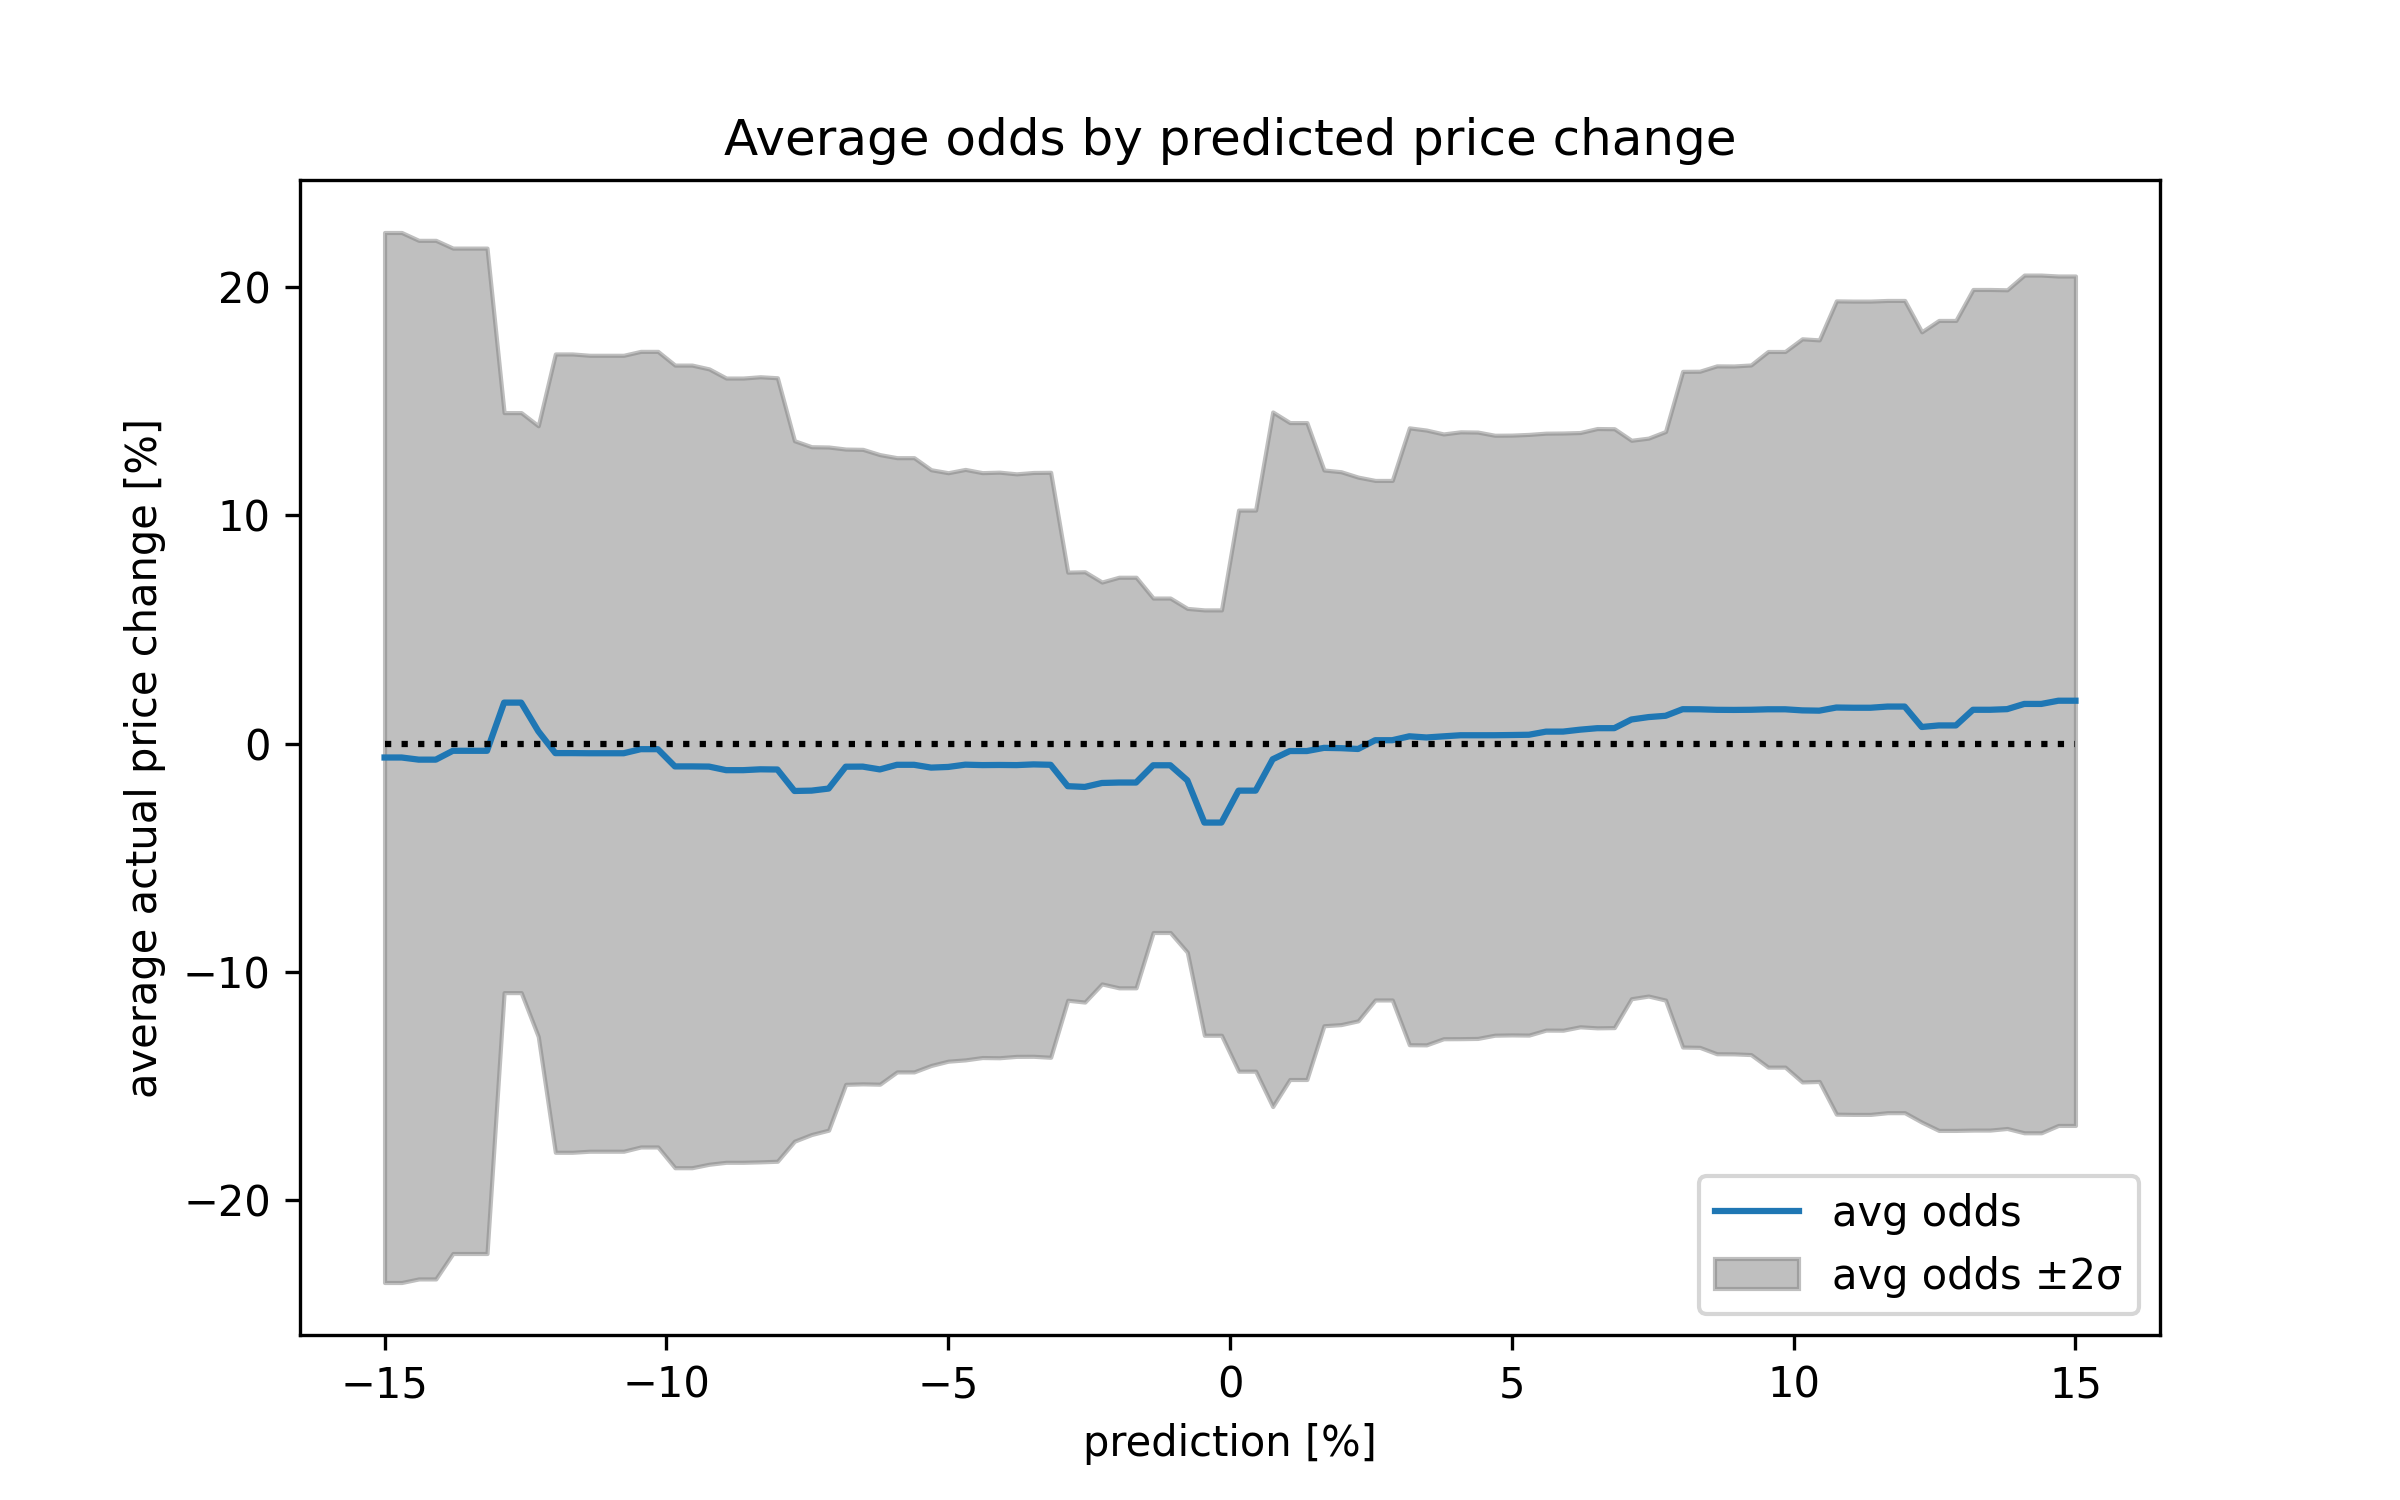 Average odds by predicted price change
average actual price change [%]
20
10
0
−10
−20
−15
−10
−5
0
5
10
15
prediction [%]
avg odds
avg odds ±2σ